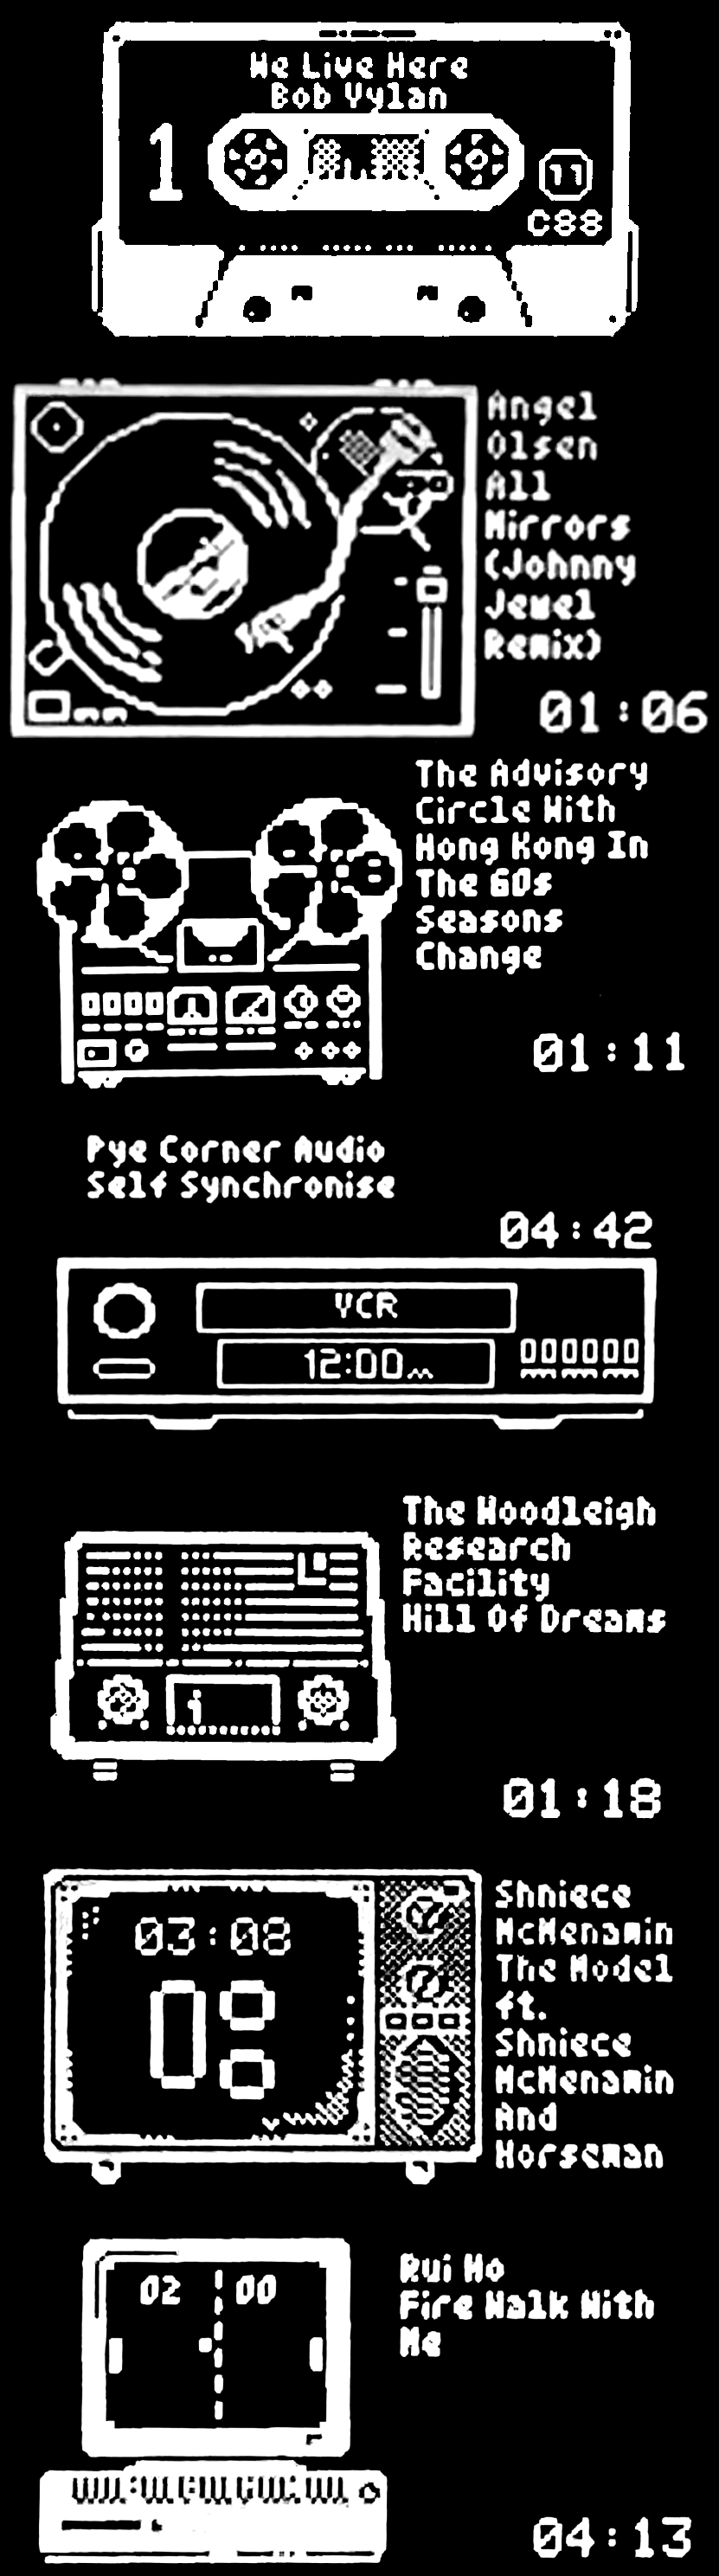 We Live Here
Bob Vylan
1
11
C88
Angel
Olsen
All
Mirrors
(Johnny
Jewel
Remix)
01:06
The Advisory
Circle With
Hong Kong In
The 60s
Seasons
Change
01:11
Pye Corner Audio
Self Synchronise
04:42
VCR
12:00
000000
The Woodleigh
Research
Facility
Hill Of Dreams
01:18
03:08
Shniece
McMenamin
The Model
ft.
Shniece
McMenamin
And
Horseman
02 00
Rui Ho
Fire Walk With
Me
04:13